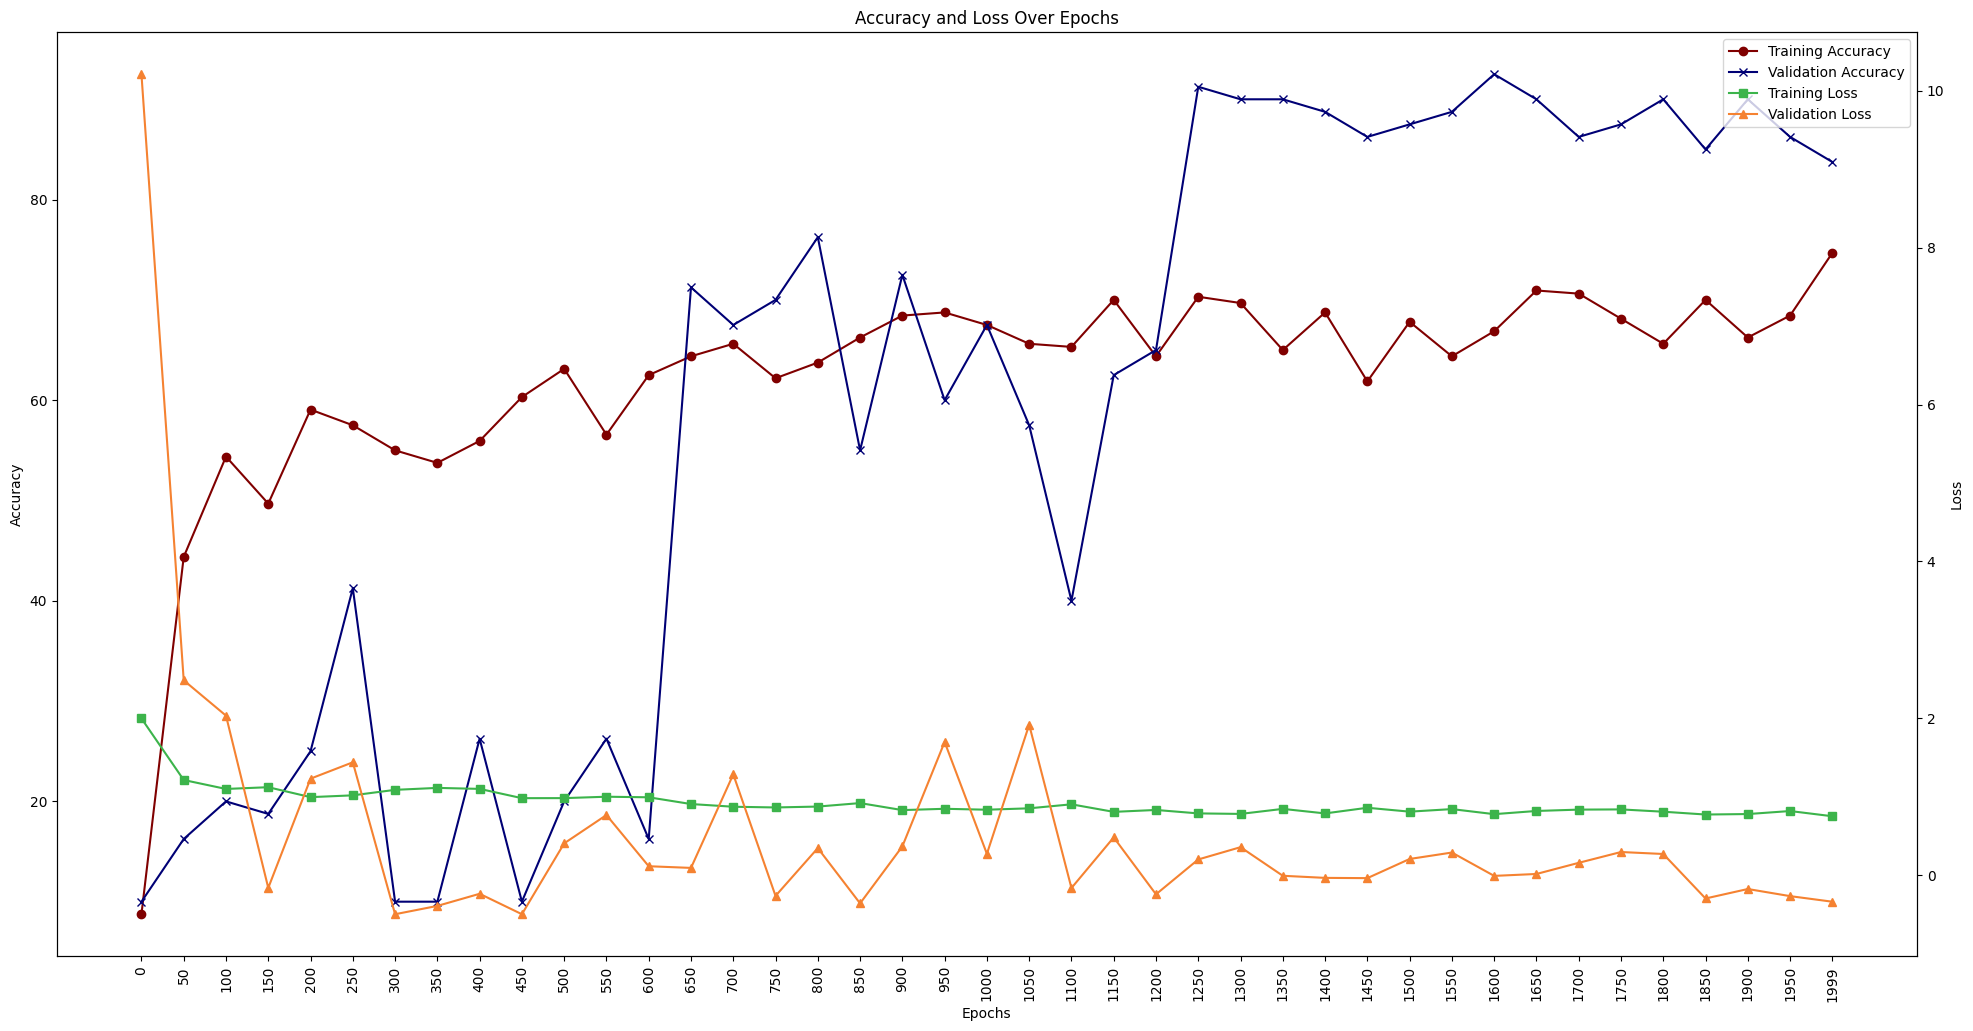 Accuracy and Loss Over Epochs
Training Accuracy
Validation Accuracy
Training Loss
Validation Loss
Accuracy
80
60
40
20
Loss
10
8
6
4
2
0
0 50 100 150 200 250 300 350 400 450 500 550 600 650 700 750 800 850 900 950 1000 1050 1100 1150 1200 1250 1300 1350 1400 1450 1500 1550 1600 1650 1700 1750 1800 1850 1900 1950 1999
Epochs